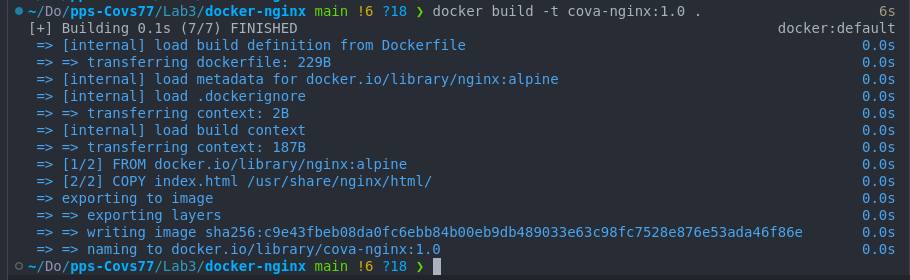 ~/Do/pps-Covs77/Lab3/docker-nginx main !6 ?18 ❯ docker build -t cova-nginx:1.0 . 6s
[+] Building 0.1s (7/7) FINISHED docker:default
=> [internal] load build definition from Dockerfile 0.0s
=> => transferring dockerfile: 229B 0.0s
=> [internal] load metadata for docker.io/library/nginx:alpine 0.0s
=> [internal] load .dockerignore 0.0s
=> => transferring context: 2B 0.0s
=> [internal] load build context 0.0s
=> => transferring context: 187B 0.0s
=> [1/2] FROM docker.io/library/nginx:alpine 0.0s
=> [2/2] COPY index.html /usr/share/nginx/html/ 0.0s
=> exporting to image 0.0s
=> => exporting layers 0.0s
=> => writing image sha256:c9e43fbeb08da0fc6ebb84b00eb9db489033e63c98fc7528e876e53ada46f86e 0.0s
=> => naming to docker.io/library/cova-nginx:1.0 0.0s
~/Do/pps-Covs77/Lab3/docker-nginx main !6 ?18 ❯